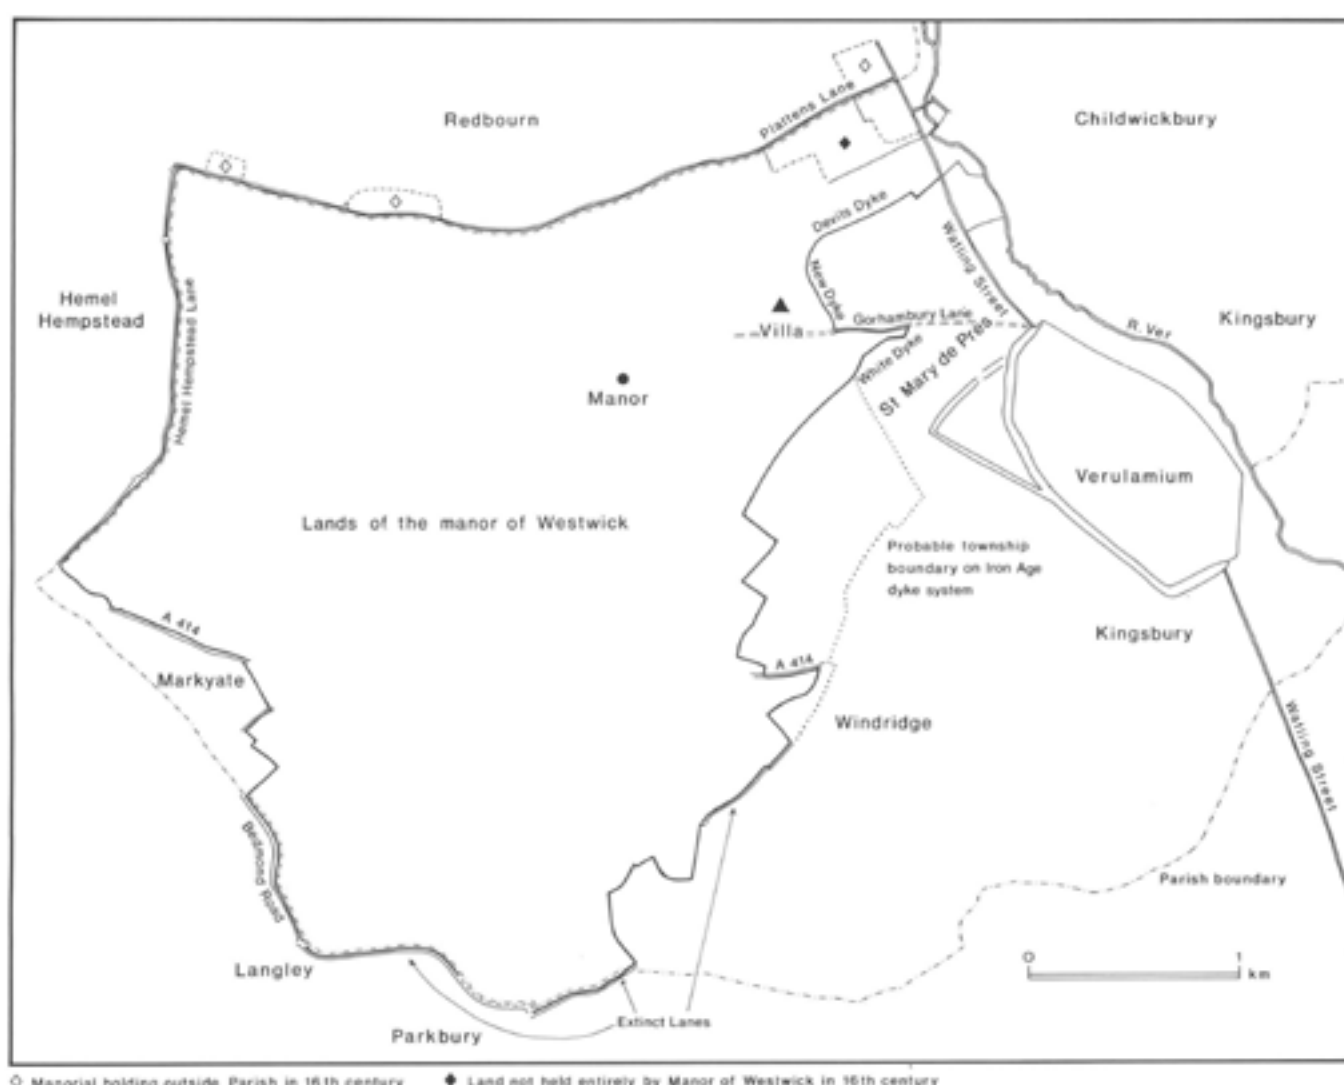 Redbourn
Plattens Lane
Childwickbury
Devils Dyke
Watling Street
Hemel
Hempstead
Hemel Hempstead Lane
New Dyke
Villa
Gorhambury Lane
R. Ver
Kingsbury
White Dyke
St Mary de Prés
Manor
Verulamium
Lands of the manor of Westwick
Probable township
boundary on Iron Age
dyke system
A 414
Kingsbury
A 414
Markyate
Windridge
Watling Street
Bedmond Road
Parish boundary
Langley
0 1
km
Extinct Lanes
Parkbury
Manorial holding outside Parish in 16th century
Land not held entirely by Manor of Westwick in 16th century